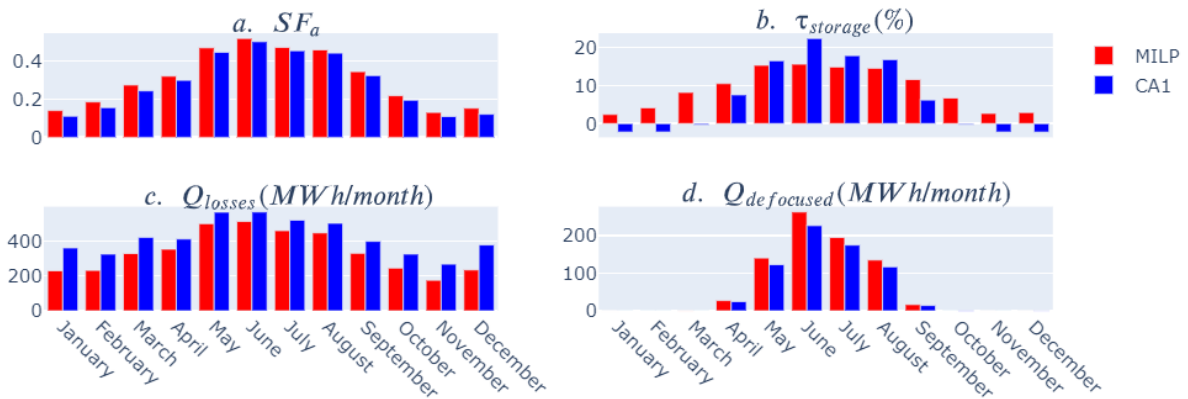 a. SF_a
0.4
0.2
0
b. τ_storage(%)
20
10
0
MILP
CA1
c. Q_losses(MWh/month)
400
200
0
January
February
March
April
May
June
July
August
September
October
November
December
d. Q_defocused(MWh/month)
200
100
0
January
February
March
April
May
June
July
August
September
October
November
December